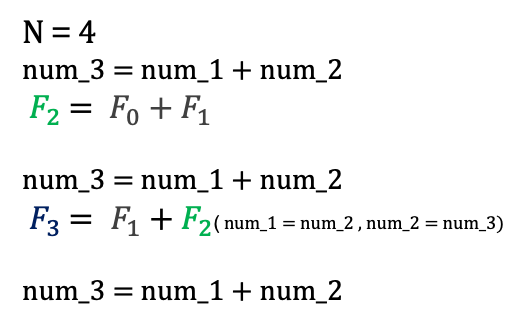 N = 4
num_3 = num_1 + num_2
F₂ = F₀ + F₁
num_3 = num_1 + num_2
F₃ = F₁ + F₂( num_1 = num_2 , num_2 = num_3)
num_3 = num_1 + num_2